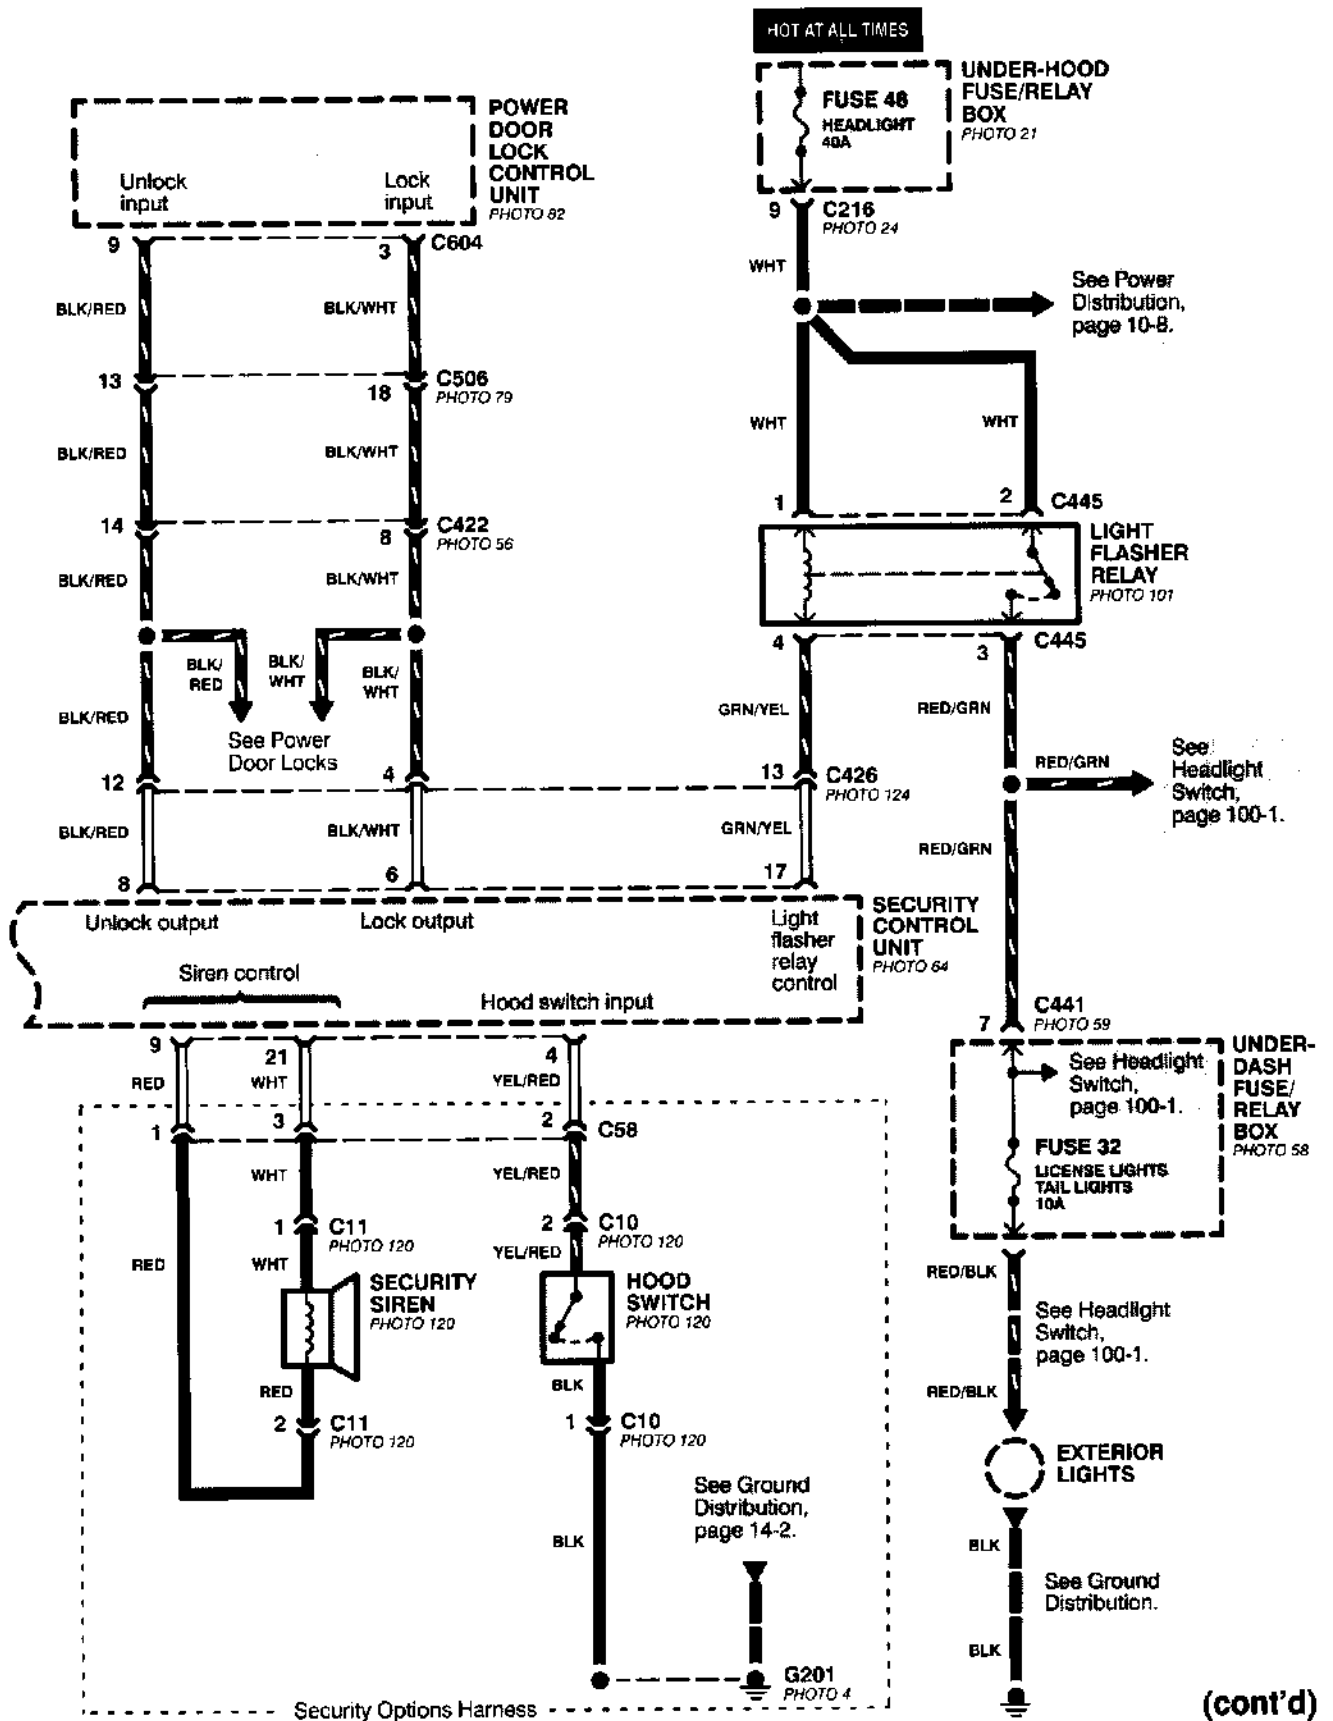 HOT AT ALL TIMES
UNDER-HOOD
FUSE/RELAY
BOX
PHOTO 21
FUSE 48
HEADLIGHT
40A
POWER
DOOR
LOCK
CONTROL
UNIT
PHOTO 82
Unlock
input
Lock
input
9
3
C604
9
C216
PHOTO 24
BLK/RED
BLK/WHT
WHT
See Power
Distribution,
page 10-8.
13
18
C506
PHOTO 79
BLK/RED
BLK/WHT
WHT
WHT
14
8
C422
PHOTO 56
1
2
C445
LIGHT
FLASHER
RELAY
PHOTO 101
BLK/RED
BLK/WHT
4
3
C445
BLK/
RED
BLK/
WHT
BLK/
WHT
BLK/RED
GRN/YEL
RED/GRN
See Power
Door Locks
RED/GRN
See
Headlight
Switch,
page 100-1.
12
4
13
C426
PHOTO 124
BLK/RED
BLK/WHT
GRN/YEL
RED/GRN
8
6
17
Unlock output
Lock output
Light
flasher
relay
control
SECURITY
CONTROL
UNIT
PHOTO 64
Siren control
Hood switch input
7
C441
PHOTO 59
9
21
4
RED
WHT
YEL/RED
1
3
2
C58
See Headlight
Switch,
page 100-1.
UNDER-
DASH
FUSE/
RELAY
BOX
PHOTO 58
FUSE 32
LICENSE LIGHTS
TAIL LIGHTS
10A
WHT
YEL/RED
1
C11
PHOTO 120
2
C10
PHOTO 120
RED
WHT
YEL/RED
RED/BLK
SECURITY
SIREN
PHOTO 120
HOOD
SWITCH
PHOTO 120
See Headlight
Switch,
page 100-1.
RED
BLK
RED/BLK
2
C11
PHOTO 120
1
C10
PHOTO 120
EXTERIOR
LIGHTS
See Ground
Distribution,
page 14-2.
BLK
BLK
See Ground
Distribution.
BLK
G201
PHOTO 4
Security Options Harness
(cont'd)